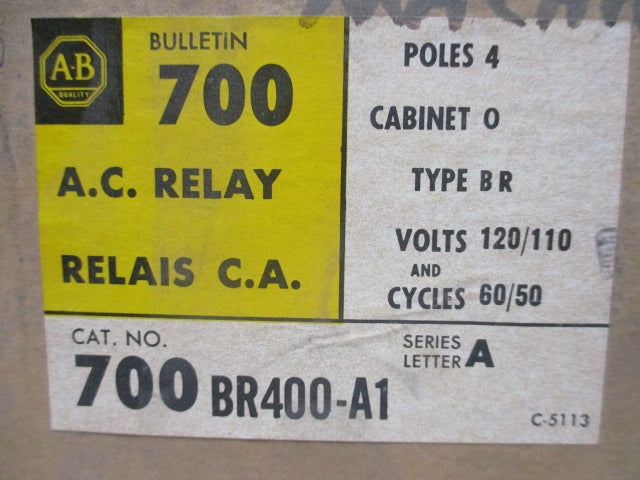 A-B
QUALITY
BULLETIN
700
A.C. RELAY
RELAIS C.A.
POLES 4
CABINET O
TYPE BR
VOLTS 120/110
AND
CYCLES 60/50
CAT. NO.
700 BR400-A1
SERIES
LETTER A
C-5113